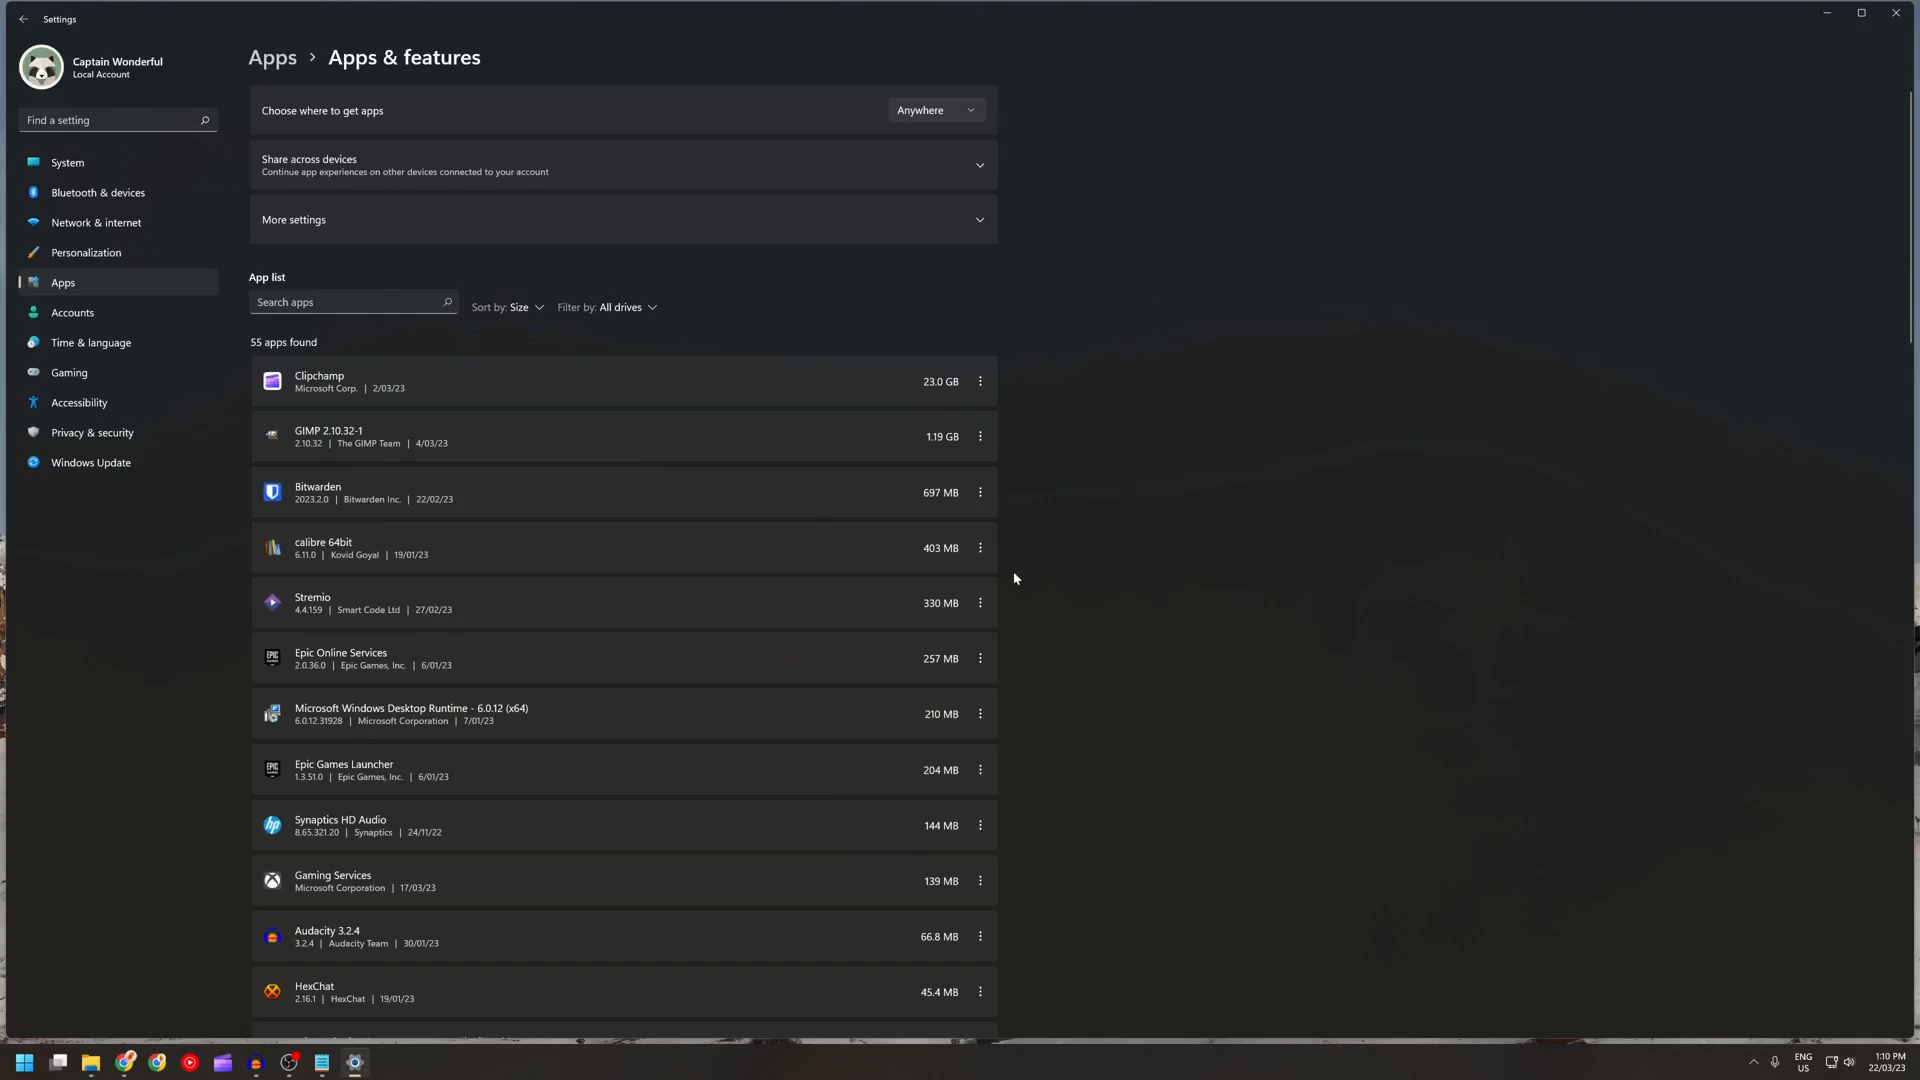 Settings
Captain Wonderful
Local Account
Find a setting
System
Bluetooth & devices
Network & internet
Personalization
Apps
Accounts
Time & language
Gaming
Accessibility
Privacy & security
Windows Update
Apps > Apps & features
Choose where to get apps
Anywhere
Share across devices
Continue app experiences on other devices connected to your account
More settings
App list
Search apps
Sort by: Size
Filter by: All drives
55 apps found
Clipchamp
Microsoft Corp. | 2/03/23
23.0 GB
GIMP 2.10.32-1
2.10.32 | The GIMP Team | 4/03/23
1.19 GB
Bitwarden
2023.2.0 | Bitwarden Inc. | 22/02/23
697 MB
calibre 64bit
6.11.0 | Kovid Goyal | 19/01/23
403 MB
Stremio
4.4.159 | Smart Code Ltd | 27/02/23
330 MB
EPIC
Epic Online Services
2.0.36.0 | Epic Games, Inc. | 6/01/23
257 MB
Microsoft Windows Desktop Runtime - 6.0.12 (x64)
6.0.12.31928 | Microsoft Corporation | 7/01/23
210 MB
EPIC
Epic Games Launcher
1.3.51.0 | Epic Games, Inc. | 6/01/23
204 MB
hp
Synaptics HD Audio
8.65.321.20 | Synaptics | 24/11/22
144 MB
Gaming Services
Microsoft Corporation | 17/03/23
139 MB
Audacity 3.2.4
3.2.4 | Audacity Team | 30/01/23
66.8 MB
HexChat
2.16.1 | HexChat | 19/01/23
45.4 MB
ENG
US
1:10 PM
22/03/23